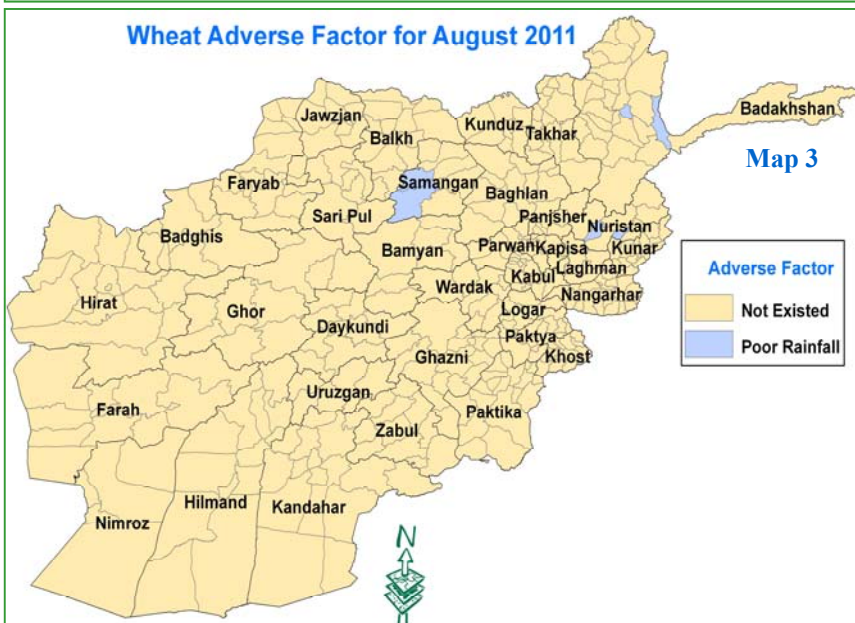 Wheat Adverse Factor for August 2011
Jawzjan
Balkh
Kunduz
Takhar
Badakhshan
Map 3
Faryab
Samangan
Baghlan
Sari Pul
Panjsher
Nuristan
Badghis
Bamyan
Parwan
Kapisa
Kunar
Laghman
Adverse Factor
Hirat
Ghor
Wardak
Kabul
Nangarhar
Not Existed
Daykundi
Logar
Paktya
Poor Rainfall
Ghazni
Khost
Farah
Uruzgan
Paktika
Zabul
Nimroz
Hilmand
Kandahar
N